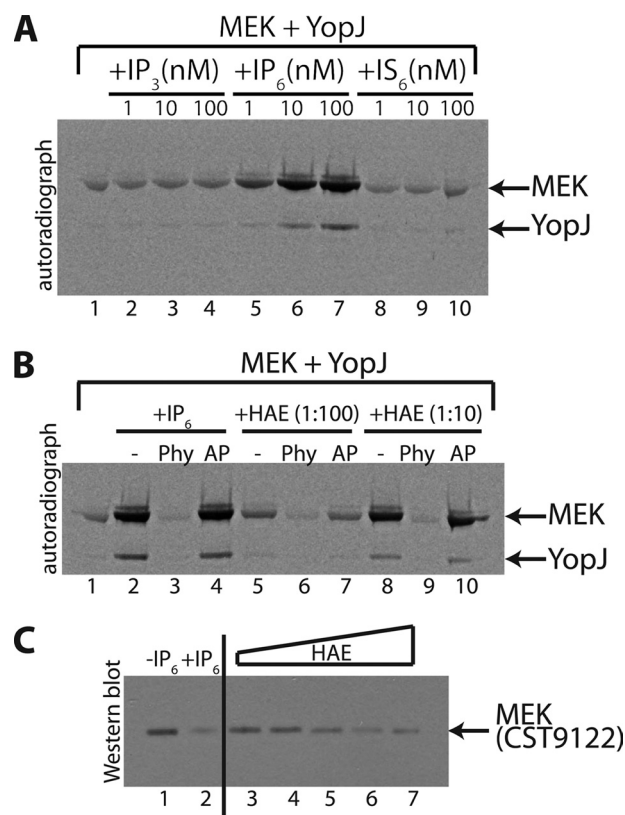 A
MEK + YopJ
+IP3(nM) +IP6(nM) +IS6(nM)
1 10 100 1 10 100 1 10 100
autoradiograph
MEK
YopJ
1 2 3 4 5 6 7 8 9 10
B
MEK + YopJ
+IP6 +HAE (1:100) +HAE (1:10)
- Phy AP - Phy AP - Phy AP
autoradiograph
MEK
YopJ
1 2 3 4 5 6 7 8 9 10
C
-IP6 +IP6 HAE
Western blot
MEK
(CST9122)
1 2 3 4 5 6 7